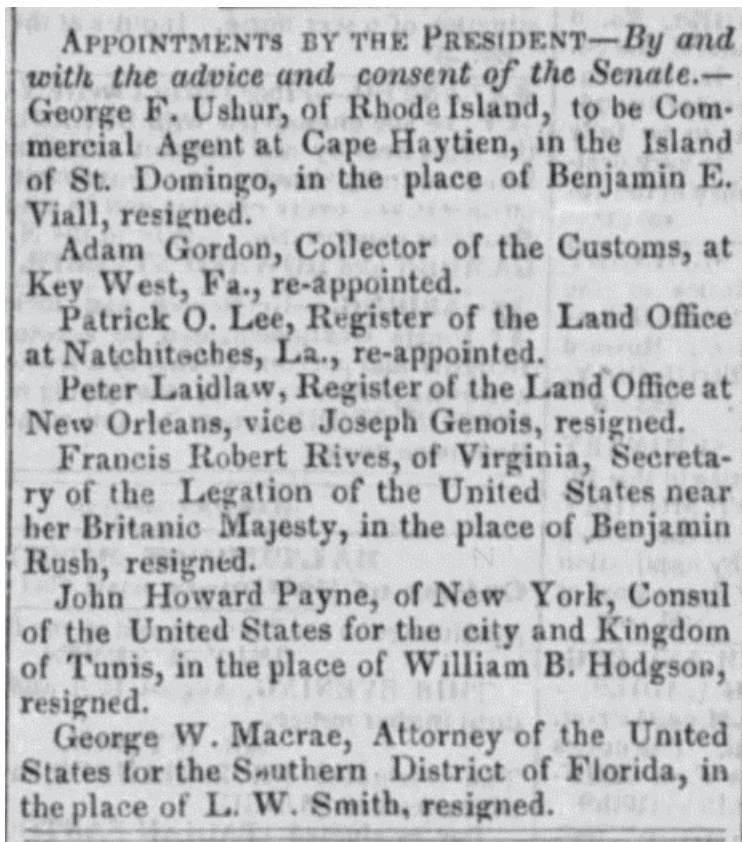 APPOINTMENTS BY THE PRESIDENT—By and
with the advice and consent of the Senate.—
George F. Ushur, of Rhode Island, to be Com-
mercial Agent at Cape Haytien, in the Island
of St. Domingo, in the place of Benjamin E.
Viall, resigned.
Adam Gordon, Collector of the Customs, at
Key West, Fa., re-appointed.
Patrick O. Lee, Register of the Land Office
at Natchitoches, La., re-appointed.
Peter Laidlaw, Register of the Land Office at
New Orleans, vice Joseph Genois, resigned.
Francis Robert Rives, of Virginia, Secreta-
ry of the Legation of the United States near
her Britanic Majesty, in the place of Benjamin
Rush, resigned.
John Howard Payne, of New York, Consul
of the United States for the city and Kingdom
of Tunis, in the place of William B. Hodgson,
resigned.
George W. Macrae, Attorney of the United
States for the Southern District of Florida, in
the place of L. W. Smith, resigned.